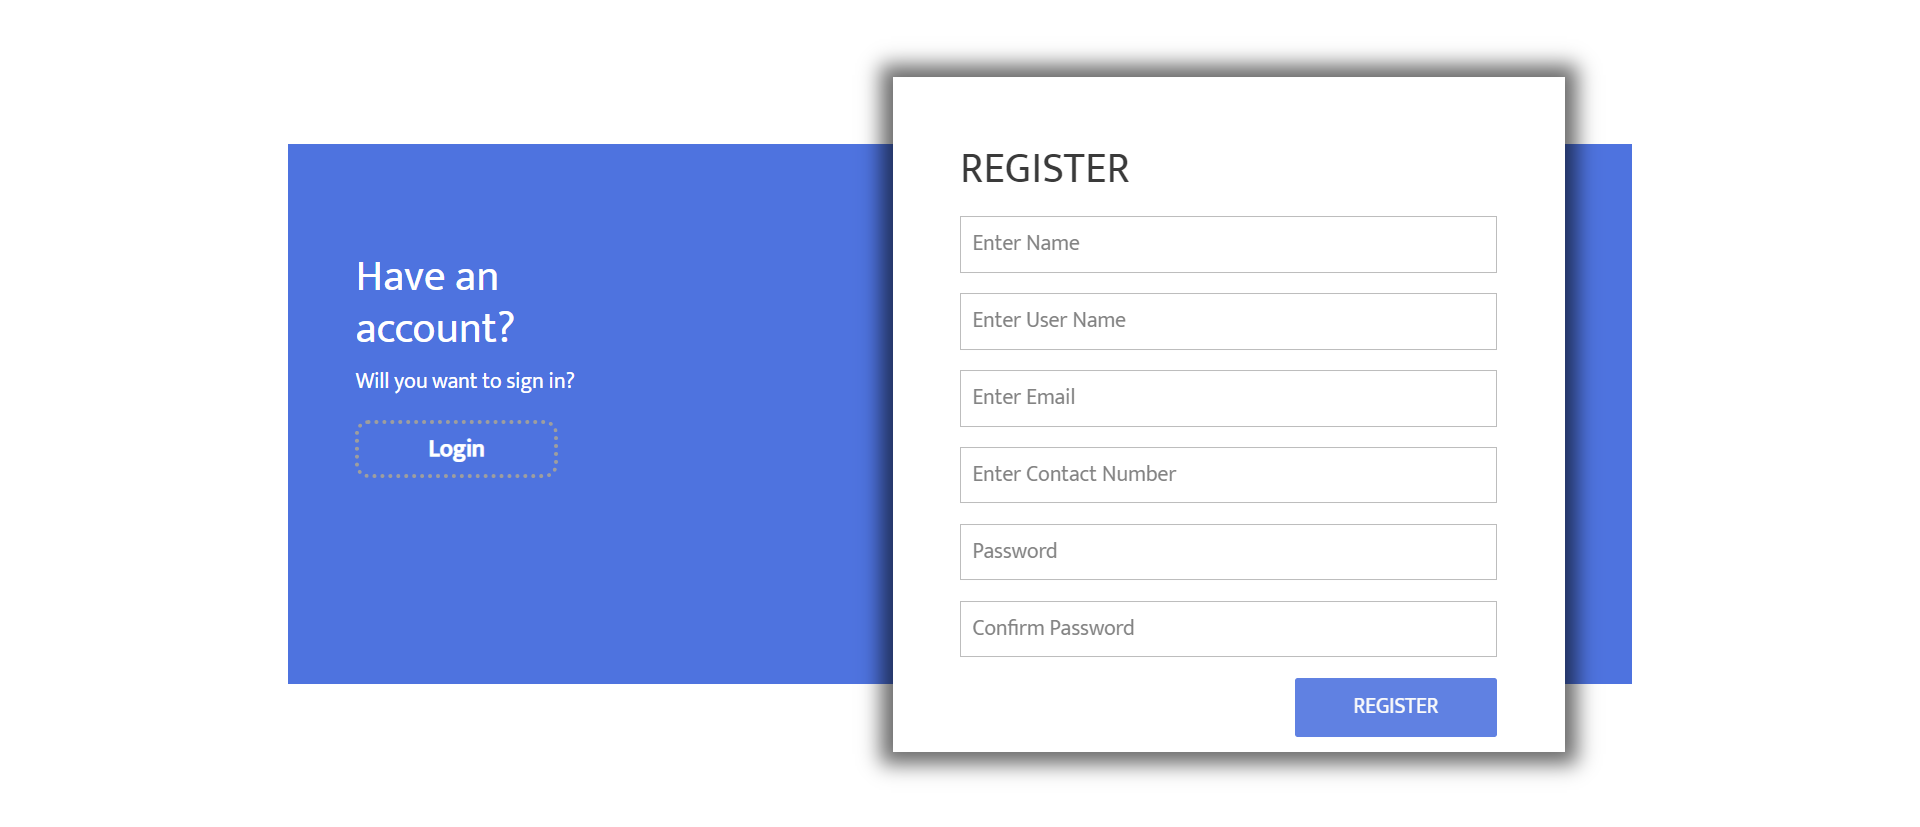 Have an
account?
Will you want to sign in?
Login
REGISTER
Enter Name
Enter User Name
Enter Email
Enter Contact Number
Password
Confirm Password
REGISTER